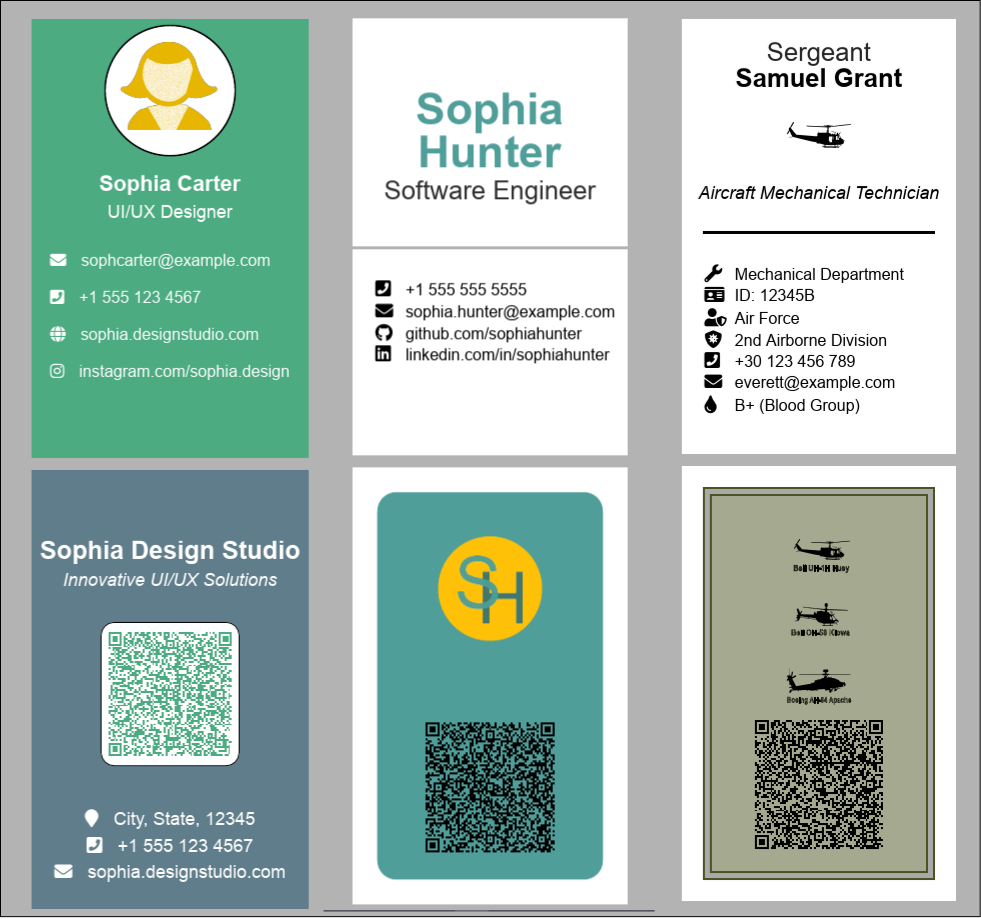 Sophia Carter
UI/UX Designer
sophcarter@example.com
+1 555 123 4567
sophia.designstudio.com
instagram.com/sophia.design
Sophia
Hunter
Software Engineer
+1 555 555 5555
sophia.hunter@example.com
github.com/sophiahunter
linkedin.com/in/sophiahunter
Sergeant
Samuel Grant
Aircraft Mechanical Technician
Mechanical Department
ID: 12345B
Air Force
2nd Airborne Division
+30 123 456 789
everett@example.com
B+ (Blood Group)
Sophia Design Studio
Innovative UI/UX Solutions
City, State, 12345
+1 555 123 4567
sophia.designstudio.com
SH
Bell UH-1H Huey
Bell OH-58 Kiowa
Boeing AH-64 Apache